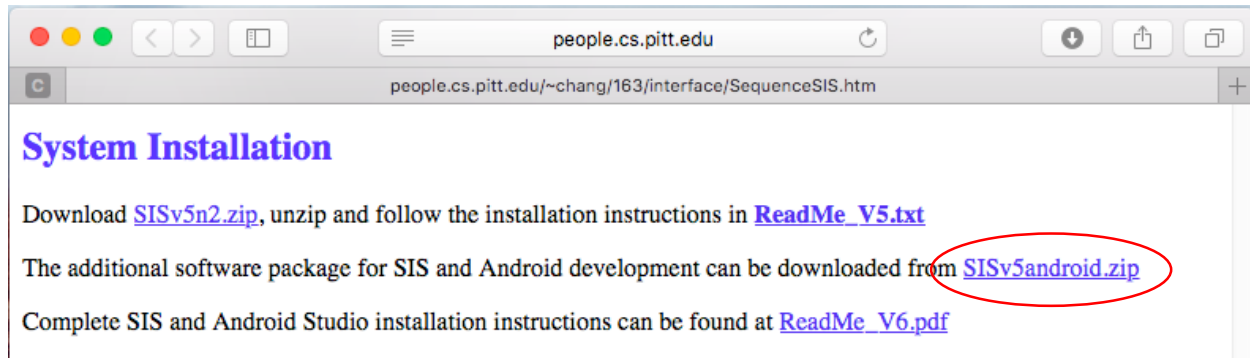 people.cs.pitt.edu
C
people.cs.pitt.edu/~chang/163/interface/SequenceSIS.htm
System Installation
Download SISv5n2.zip, unzip and follow the installation instructions in ReadMe_V5.txt
The additional software package for SIS and Android development can be downloaded from SISv5android.zip
Complete SIS and Android Studio installation instructions can be found at ReadMe_V6.pdf